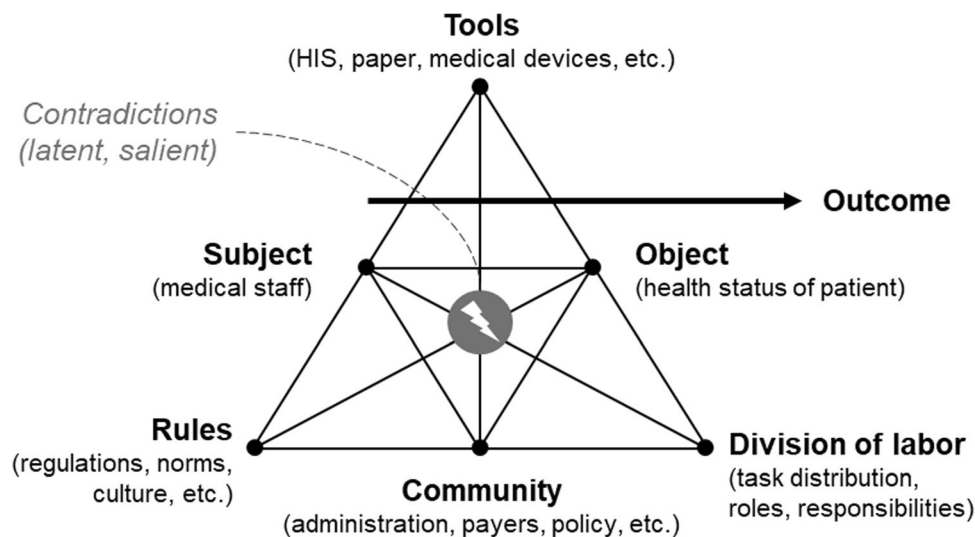 Tools
(HIS, paper, medical devices, etc.)
Contradictions
(latent, salient)
Outcome
Subject
(medical staff)
Object
(health status of patient)
Rules
(regulations, norms,
culture, etc.)
Community
(administration, payers, policy, etc.)
Division of labor
(task distribution,
roles, responsibilities)